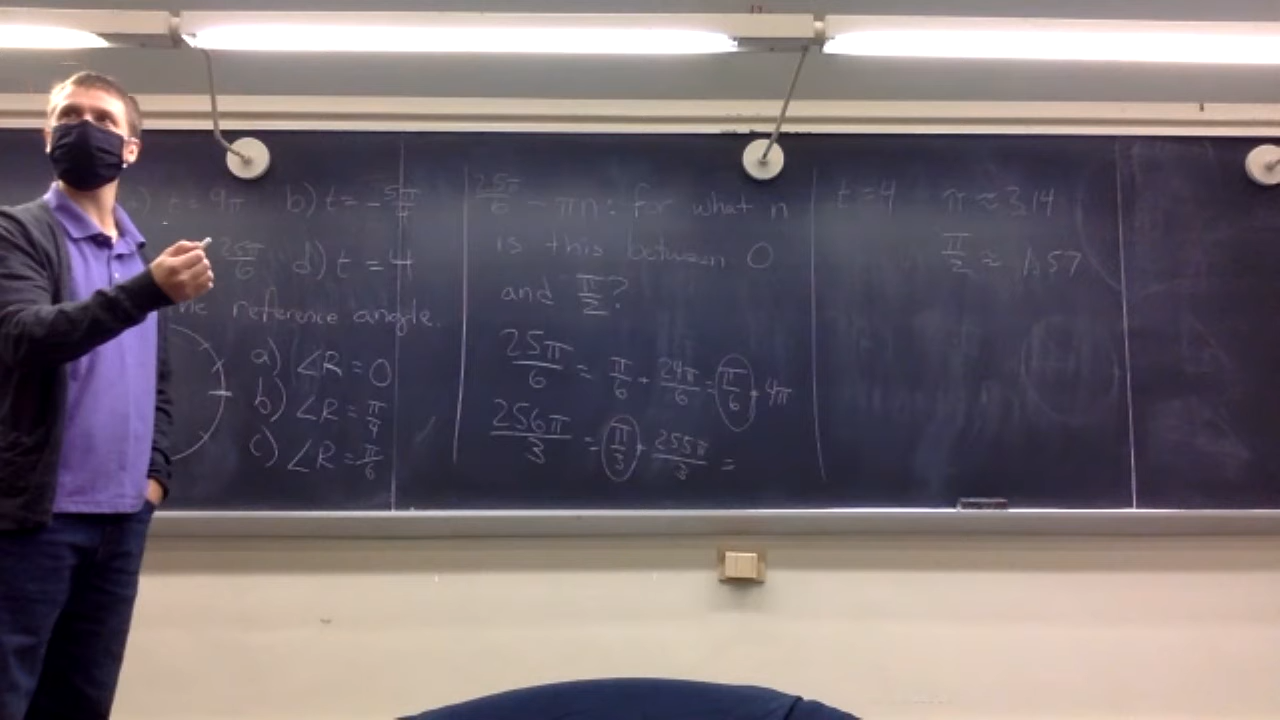 t = 9π b) t = -5π/4
25π/6 d) t = 4
the reference angle.
a) ∠R = 0
b) ∠R = π/4
c) ∠R = π/6
25π/6 - πn: for what n
is this between 0
and π/2?
25π/6 = π/6 + 24π/6 = π/6 + 4π
256π/3 = π/3 + 255π/3 =
t = 4 π ≈ 3.14
π/2 ≈ 1.57